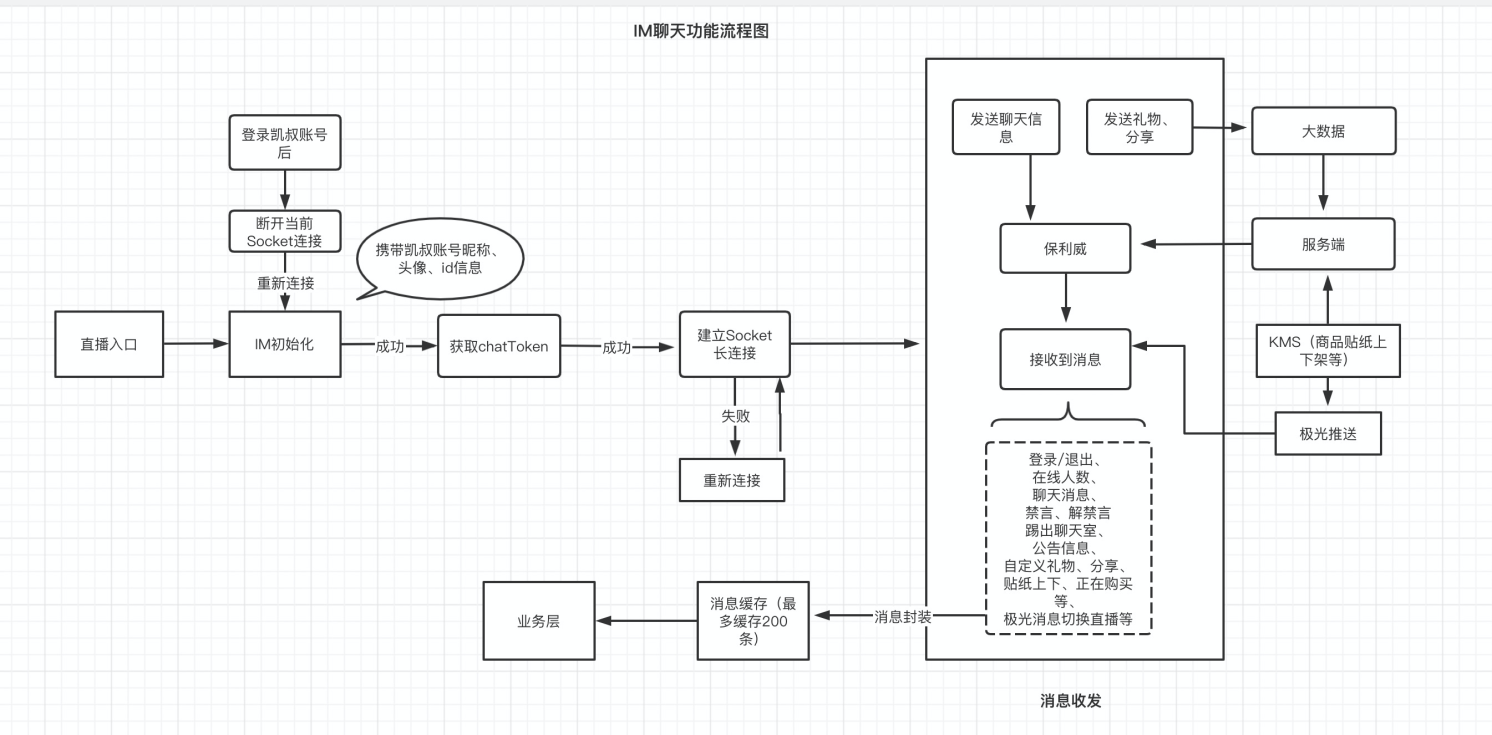 IM聊天功能流程图
登录凯叔账号
后
断开当前
Socket连接
重新连接
携带凯叔账号昵称、
头像、id信息
直播入口
IM初始化
成功
获取chatToken
成功
建立Socket
长连接
失败
重新连接
发送聊天信
息
发送礼物、
分享
大数据
保利威
服务端
接收到消息
KMS（商品贴纸上
下架等）
极光推送
登录/退出、
在线人数、
聊天消息、
禁言、解禁言
踢出聊天室、
公告信息、
自定义礼物、分享、
贴纸上下、正在购买
等、
极光消息切换直播等
消息封装
消息缓存（最
多缓存200
条）
业务层
消息收发